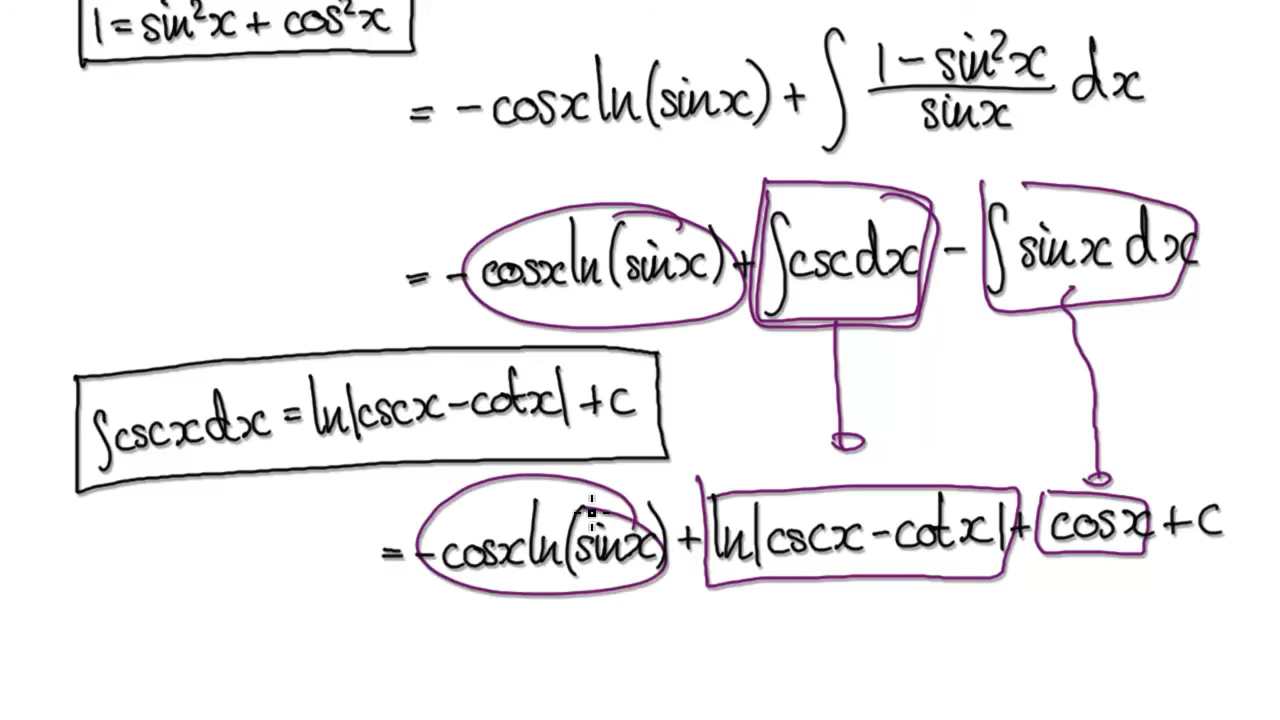 1 = sin²x + cos²x
= -cosx ln(sinx) + ∫ (1 - sin²x)/(sinx) dx
= -cosx ln(sinx) + ∫cscdx - ∫sinx dx
∫cscxdx = ln|cscx - cotx| + c
= -cosx ln(sinx) + ln|cscx - cotx| + cosx + c